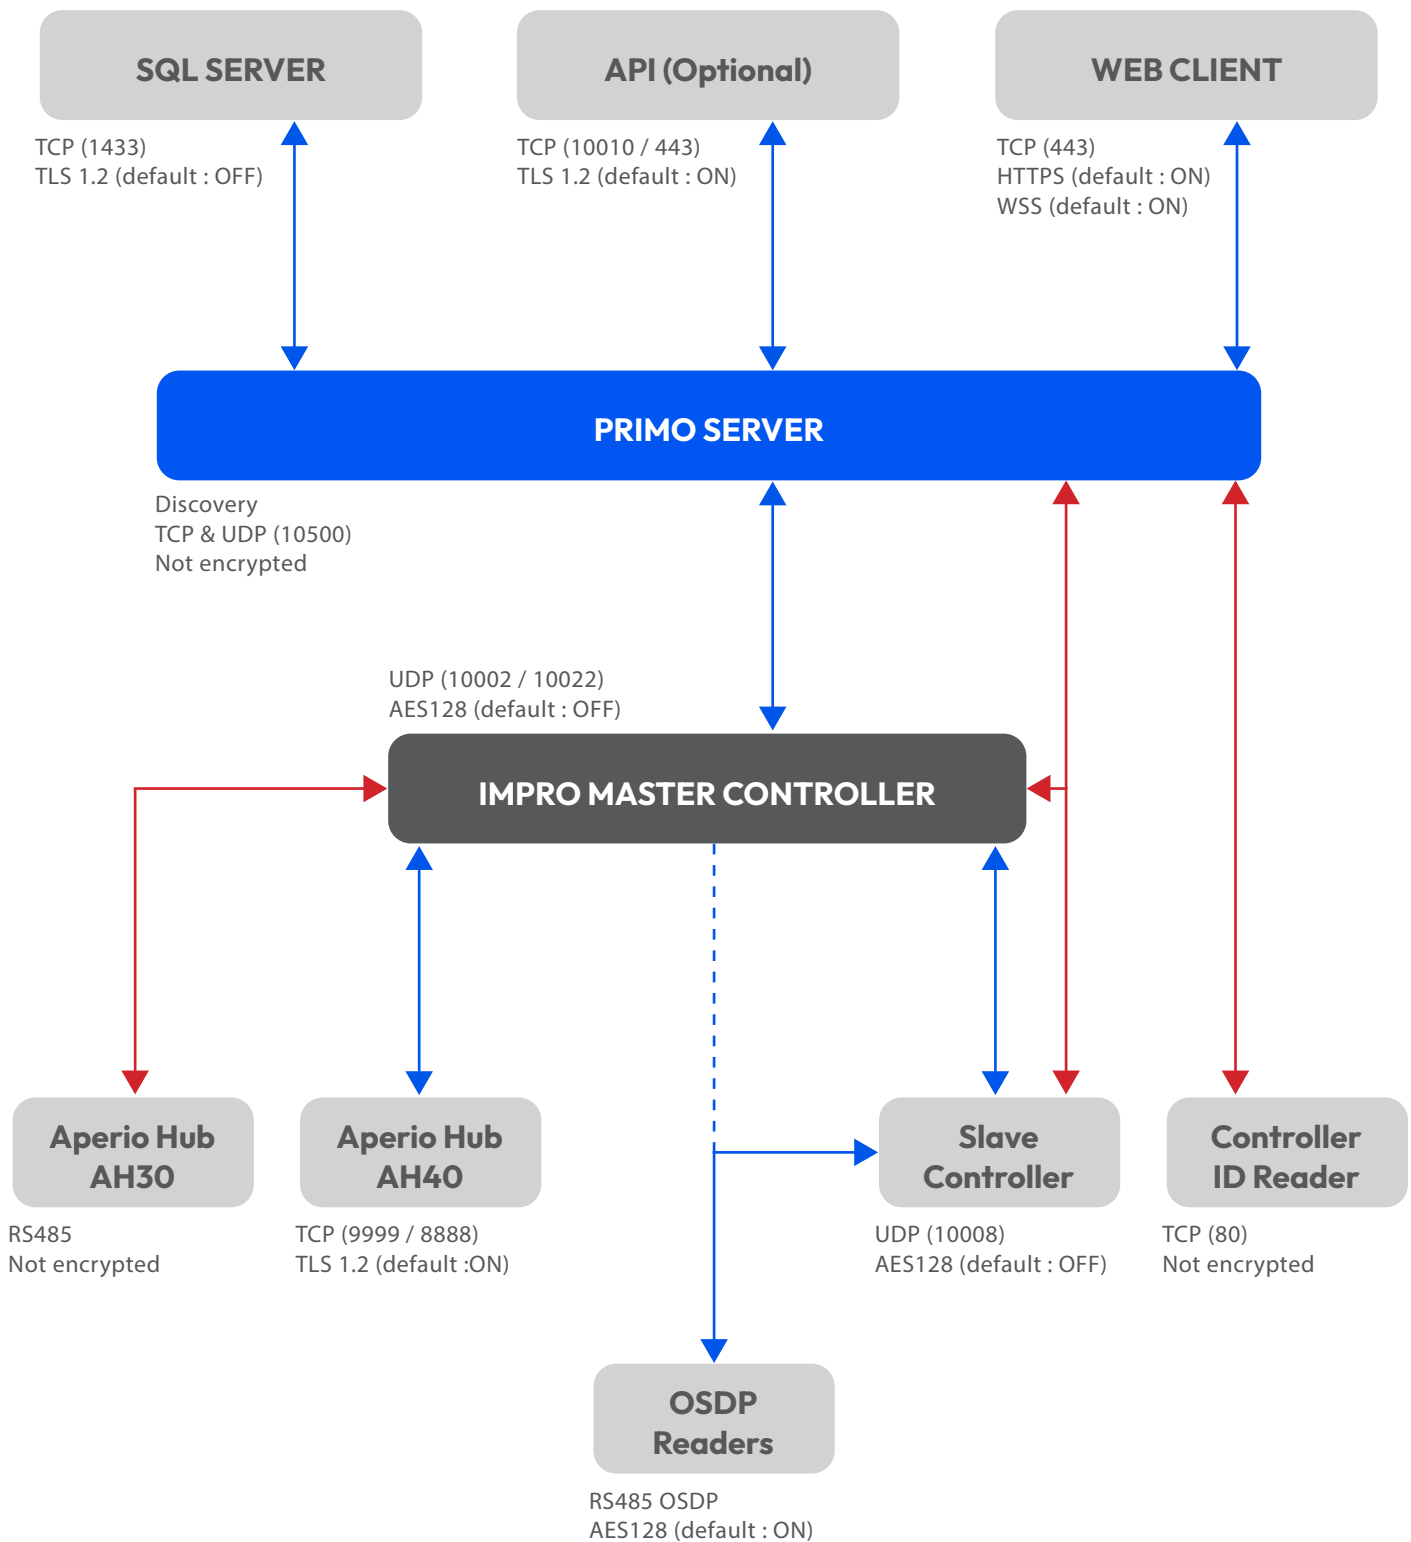 SQL SERVER
TCP (1433)
TLS 1.2 (default : OFF)
API (Optional)
TCP (10010 / 443)
TLS 1.2 (default : ON)
WEB CLIENT
TCP (443)
HTTPS (default : ON)
WSS (default : ON)
PRIMO SERVER
Discovery
TCP & UDP (10500)
Not encrypted
UDP (10002 / 10022)
AES128 (default : OFF)
IMPRO MASTER CONTROLLER
Aperio Hub
AH30
RS485
Not encrypted
Aperio Hub
AH40
TCP (9999 / 8888)
TLS 1.2 (default :ON)
Slave
Controller
UDP (10008)
AES128 (default : OFF)
Controller
ID Reader
TCP (80)
Not encrypted
OSDP
Readers
RS485 OSDP
AES128 (default : ON)